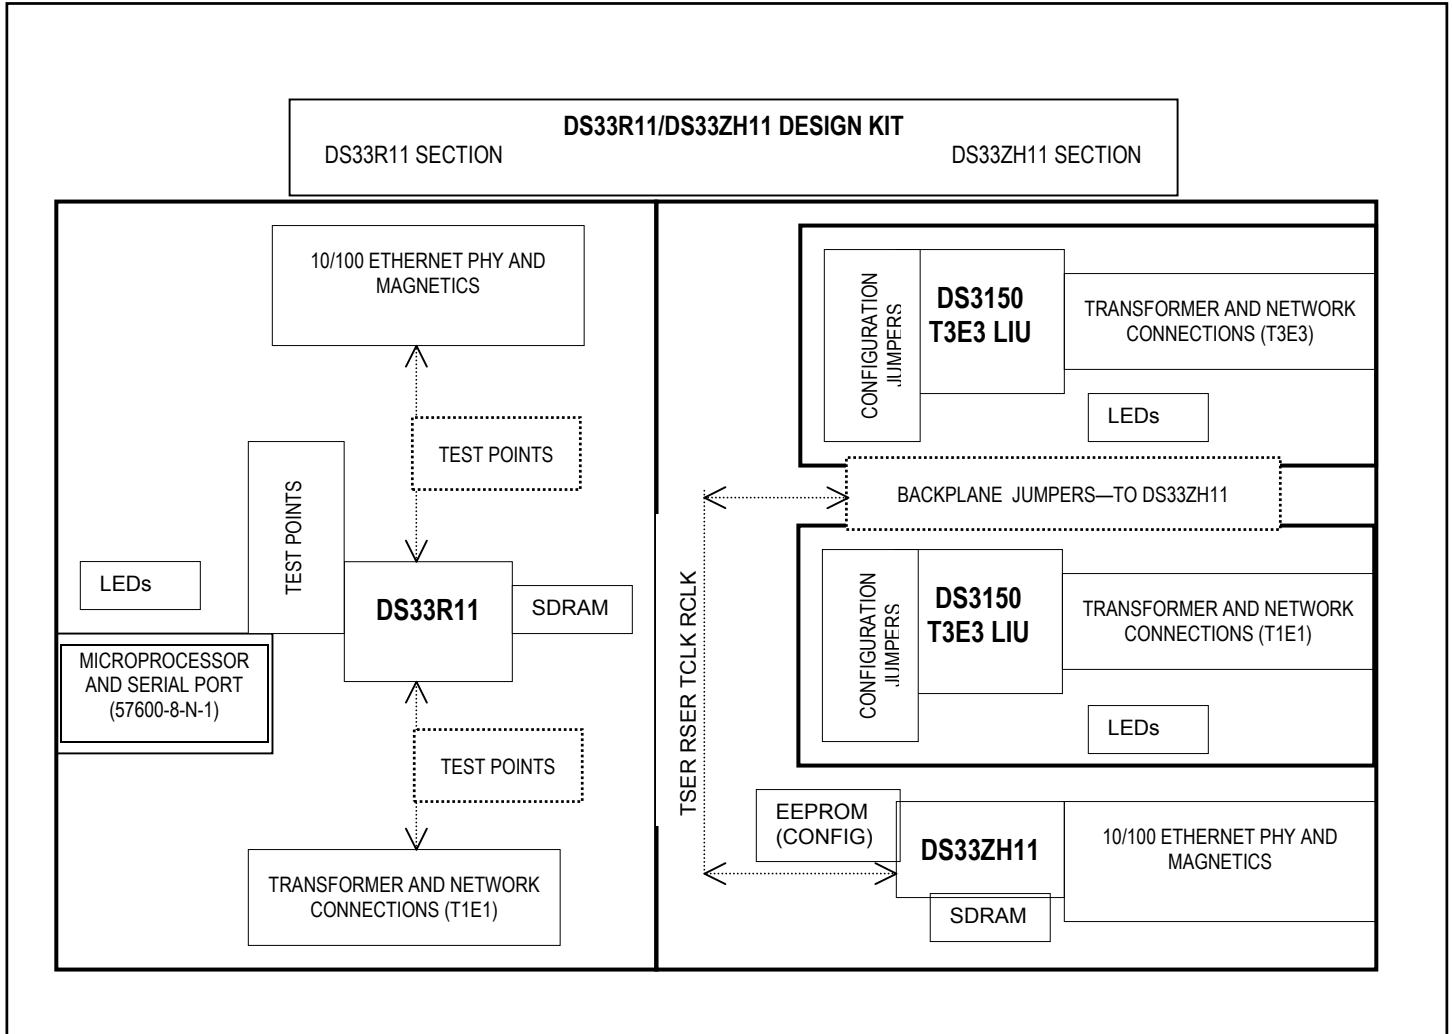 DS33R11/DS33ZH11 DESIGN KIT
DS33R11 SECTION
DS33ZH11 SECTION
10/100 ETHERNET PHY AND
MAGNETICS
TEST POINTS
TEST POINTS
LEDs
DS33R11
SDRAM
MICROPROCESSOR
AND SERIAL PORT
(57600-8-N-1)
TEST POINTS
TRANSFORMER AND NETWORK
CONNECTIONS (T1E1)
CONFIGURATION
JUMPERS
DS3150
T3E3 LIU
TRANSFORMER AND NETWORK
CONNECTIONS (T3E3)
LEDs
BACKPLANE JUMPERS—TO DS33ZH11
TSER RSER TCLK RCLK
CONFIGURATION
JUMPERS
DS3150
T3E3 LIU
TRANSFORMER AND NETWORK
CONNECTIONS (T1E1)
LEDs
EEPROM
(CONFIG)
DS33ZH11
10/100 ETHERNET PHY AND
MAGNETICS
SDRAM